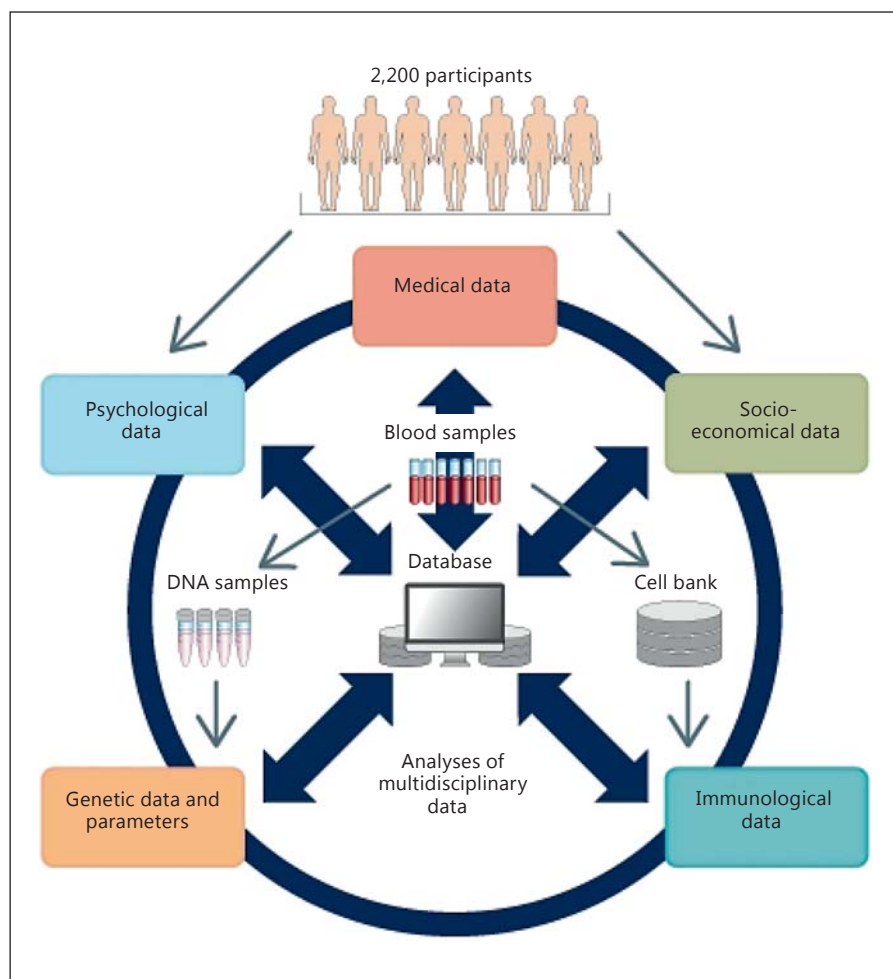 2,200 participants
Medical data
Psychological
data
Socio-
economical data
Blood samples
Database
DNA samples
Cell bank
Analyses of
multidisciplinary
data
Genetic data and
parameters
Immunological
data